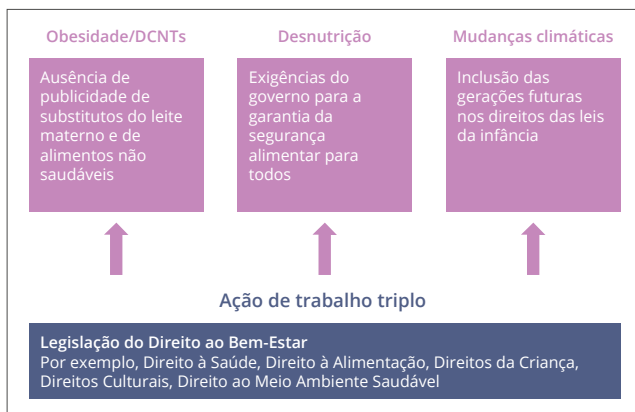 Obesidade/DCNTs
Ausência de
publicidade de
substitutos do leite
materno e de
alimentos não
saudáveis
Desnutrição
Exigências do
governo para a
garantia da
segurança
alimentar para
todos
Mudanças climáticas
Inclusão das
gerações futuras
nos direitos das leis
da infância
Ação de trabalho triplo
Legislação do Direito ao Bem-Estar
Por exemplo, Direito à Saúde, Direito à Alimentação, Direitos da Criança,
Direitos Culturais, Direito ao Meio Ambiente Saudável